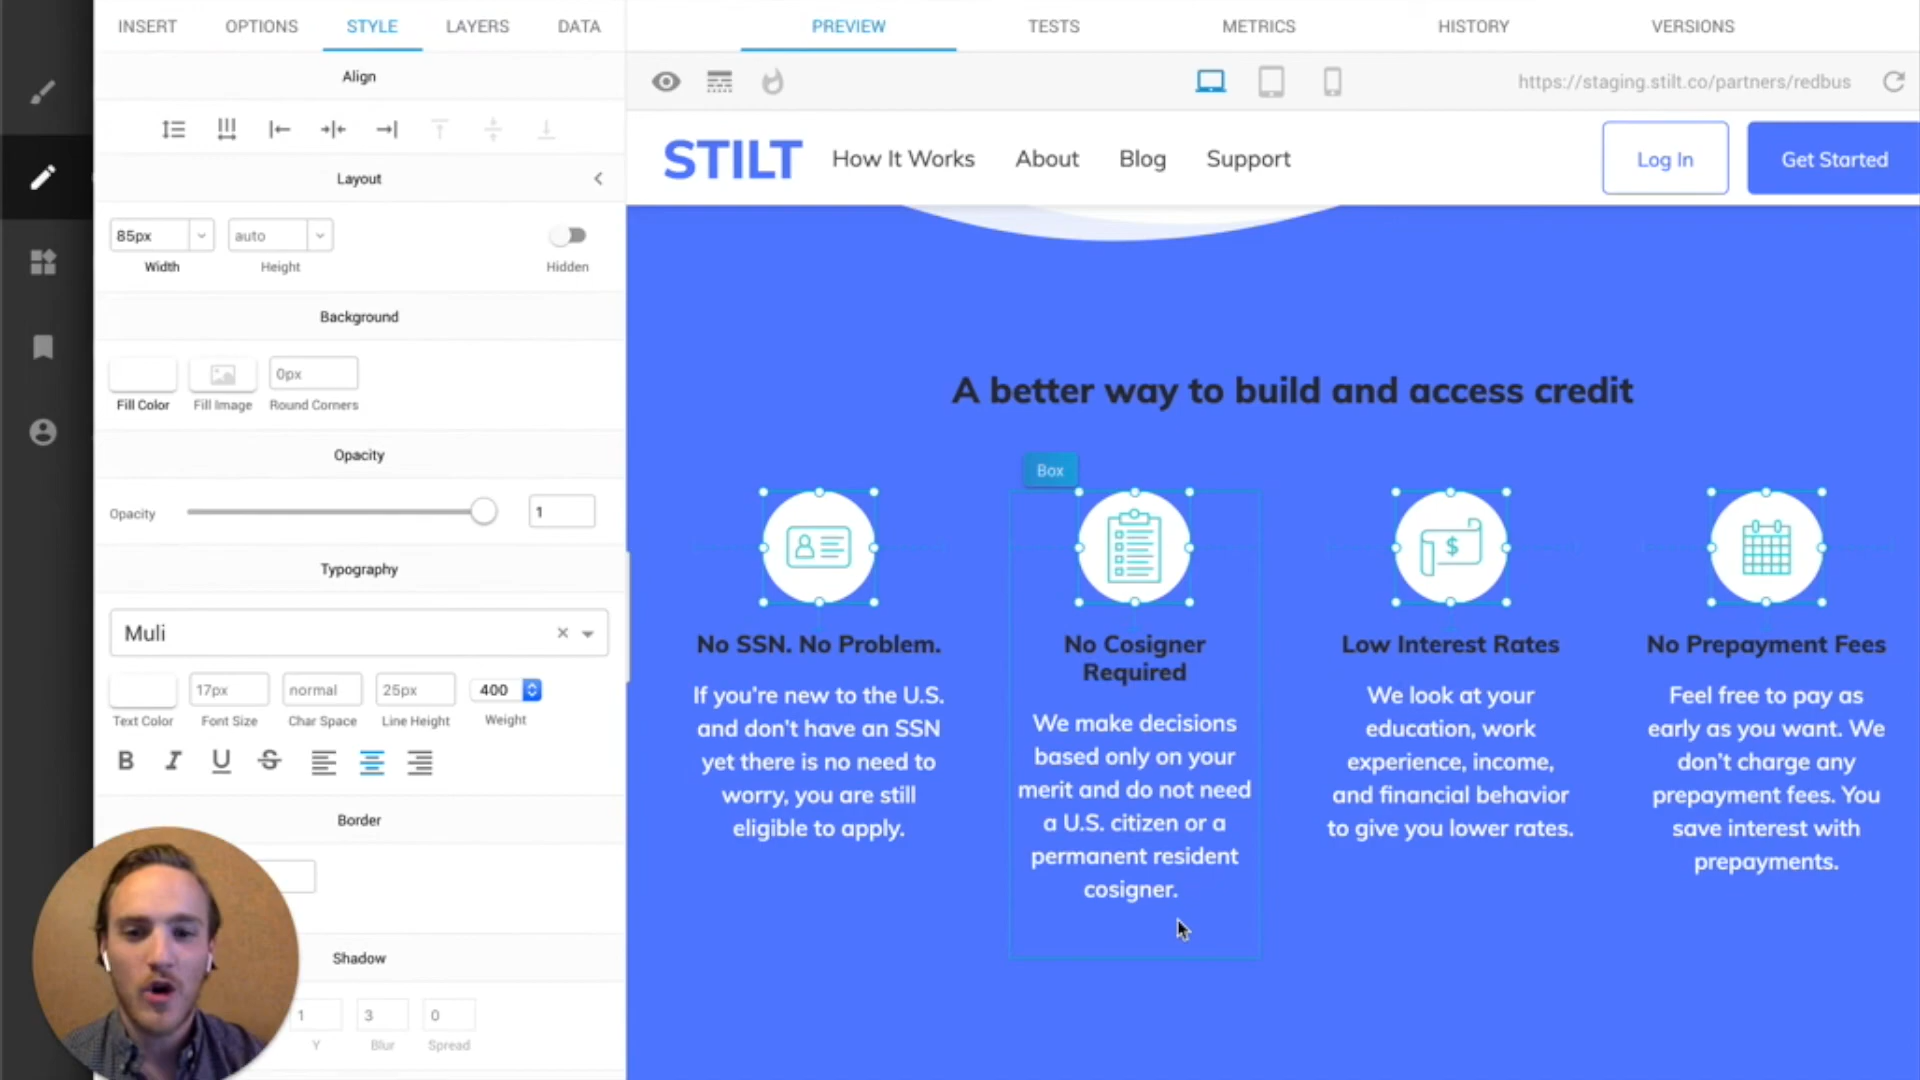 INSERT OPTIONS STYLE LAYERS DATA
PREVIEW TESTS METRICS HISTORY VERSIONS
Align
https://staging.stilt.co/partners/redbus
Layout
85px auto
Width Height Hidden
Background
0px
Fill Color Fill Image Round Corners
Opacity
Opacity 1
Typography
Muli
17px normal 25px 400
Text Color Font Size Char Space Line Height Weight
B I U S
Border
Shadow
1 3 0
Y Blur Spread
STILT How It Works About Blog Support Log In Get Started
A better way to build and access credit
Box
$
No SSN. No Problem.
If you're new to the U.S.
and don't have an SSN
yet there is no need to
worry, you are still
eligible to apply.
No Cosigner
Required
We make decisions
based only on your
merit and do not need
a U.S. citizen or a
permanent resident
cosigner.
Low Interest Rates
We look at your
education, work
experience, income,
and financial behavior
to give you lower rates.
No Prepayment Fees
Feel free to pay as
early as you want. We
don't charge any
prepayment fees. You
save interest with
prepayments.